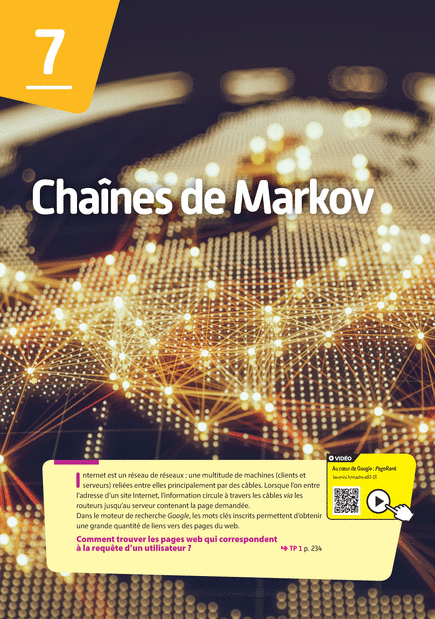 7
Chaînes de Markov
Internet est un réseau de réseaux : une multitude de machines (clients et
serveurs) reliées entre elles principalement par des câbles. Lorsque l'on entre
l'adresse d'un site Internet, l'information circule à travers les câbles via les
routeurs jusqu'au serveur contenant la page demandée.
Dans le moteur de recherche Google, les mots clés inscrits permettent d'obtenir
une grande quantité de liens vers des pages du web.
Comment trouver les pages web qui correspondent
à la requête d'un utilisateur ?
TP 1 p. 234
VIDÉO
Au cœur de Google : PageRank